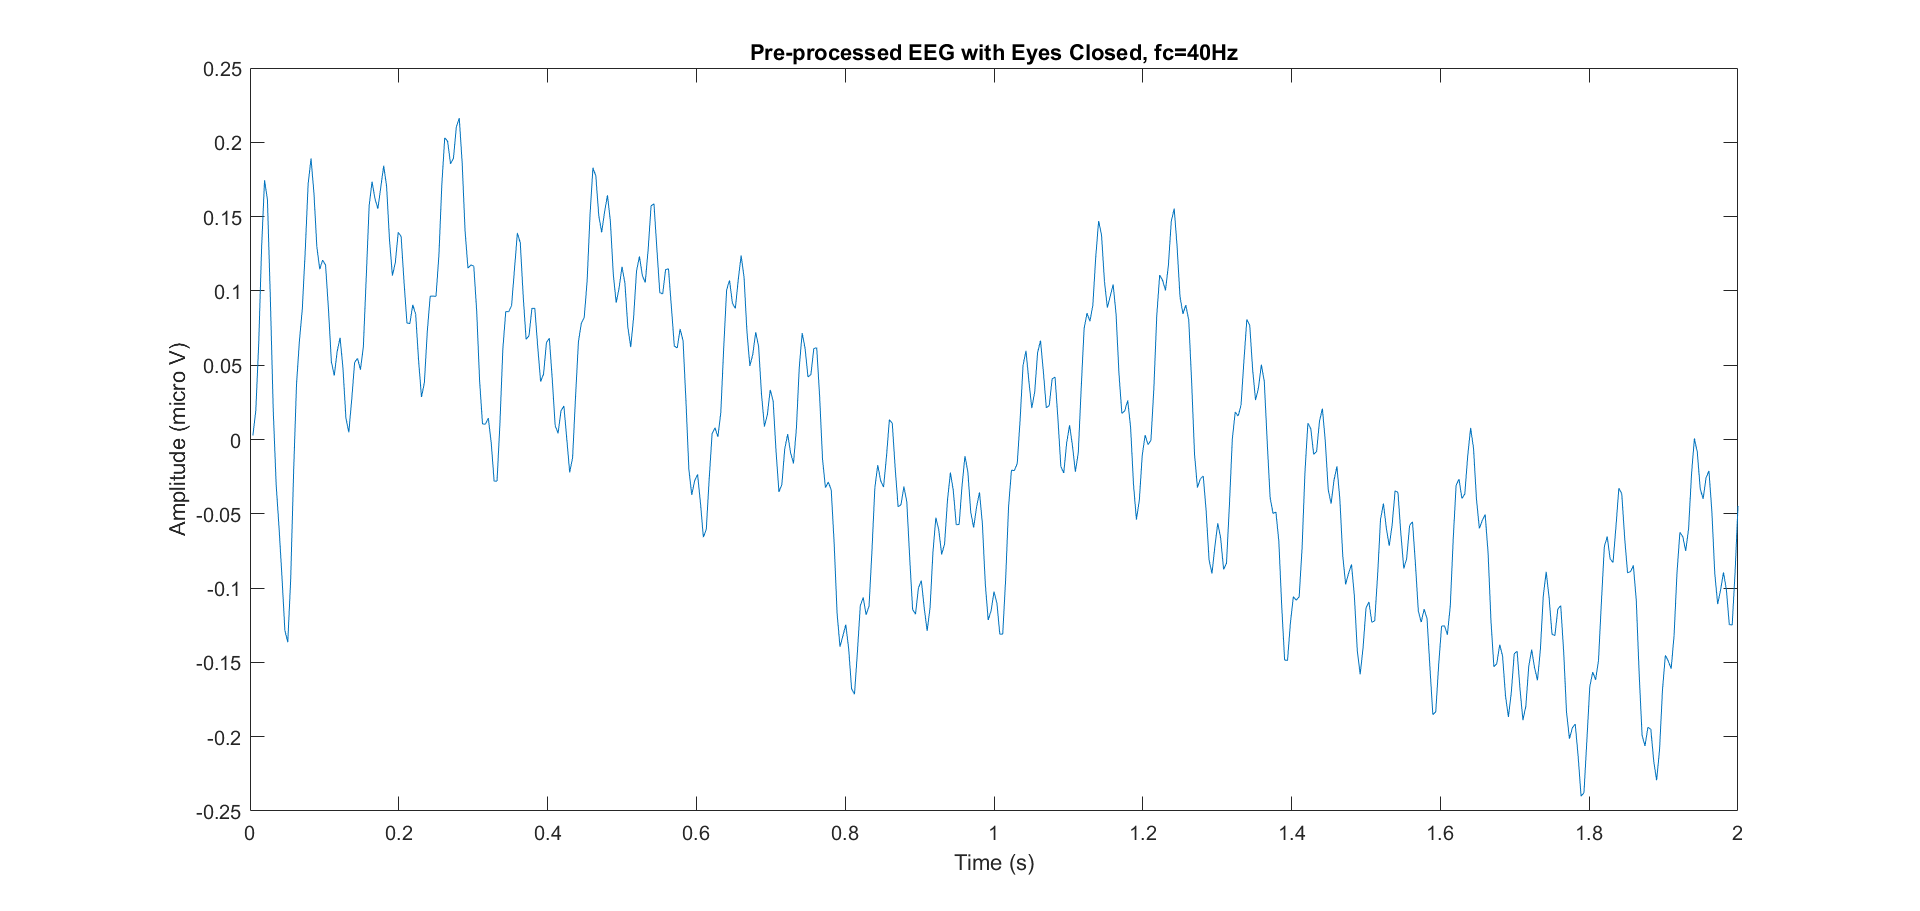 Pre-processed EEG with Eyes Closed, fc=40Hz
0.25
0.2
0.15
0.1
0.05
0
-0.05
-0.1
-0.15
-0.2
-0.25
Amplitude (micro V)
0 0.2 0.4 0.6 0.8 1 1.2 1.4 1.6 1.8 2
Time (s)